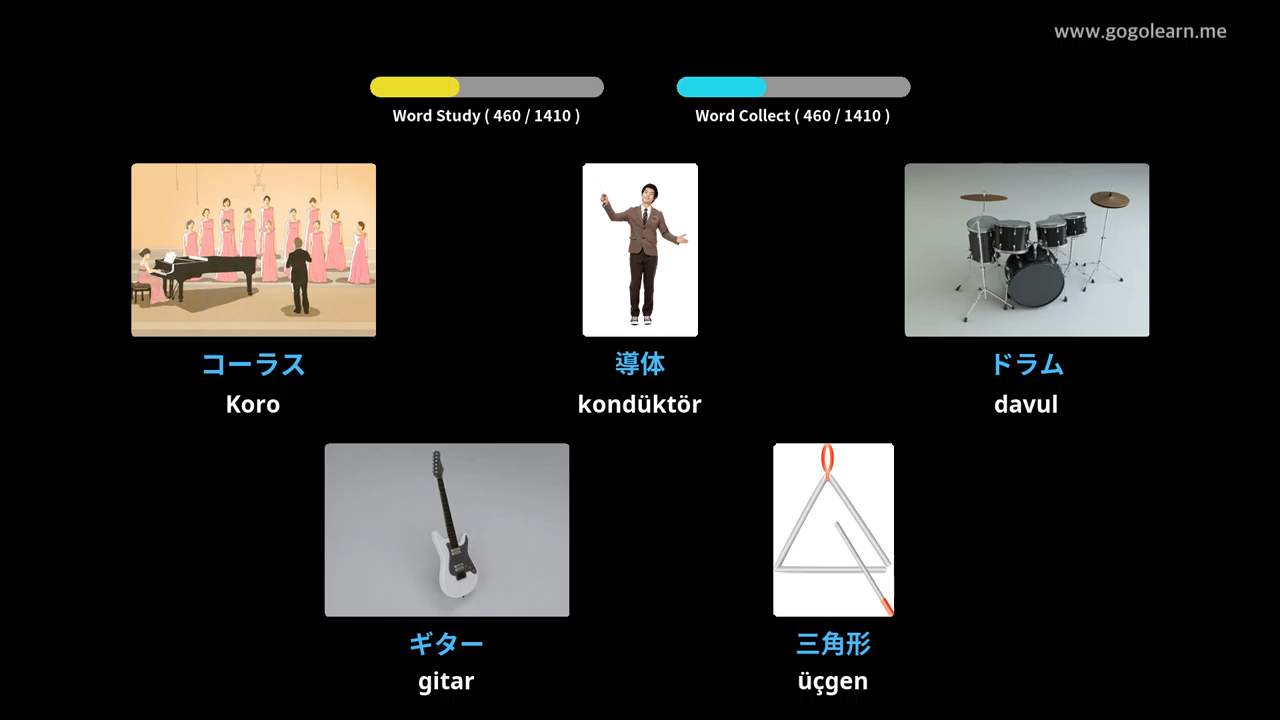 www.gogolearn.me
Word Study ( 460 / 1410 )
Word Collect ( 460 / 1410 )
コーラス
Koro
導体
kondüktör
ドラム
davul
ギター
gitar
三角形
üçgen